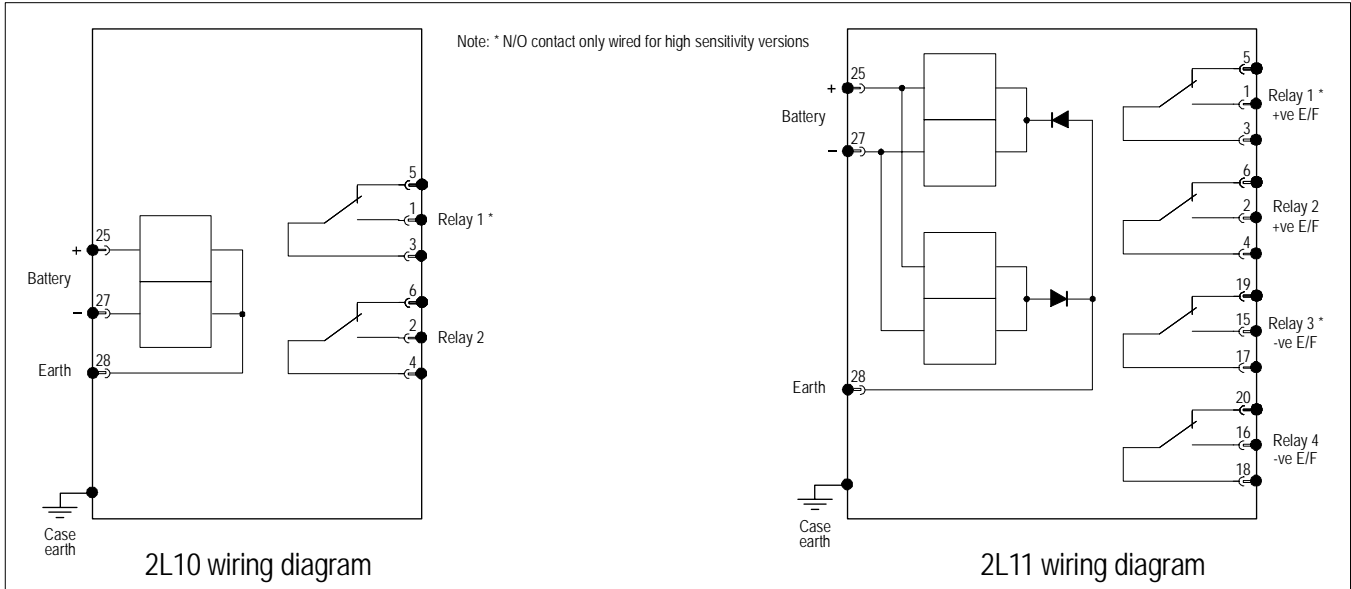 Note: * N/O contact only wired for high sensitivity versions
5
1
Relay 1 *
3
6
2
Relay 2
4
25
+
Battery
27
−
28
Earth
Case
earth
2L10 wiring diagram
25
+
Battery
27
−
28
Earth
Case
earth
5
1
Relay 1 *
+ve E/F
3
6
2
Relay 2
+ve E/F
4
19
15
Relay 3 *
-ve E/F
17
20
16
Relay 4
-ve E/F
18
2L11 wiring diagram